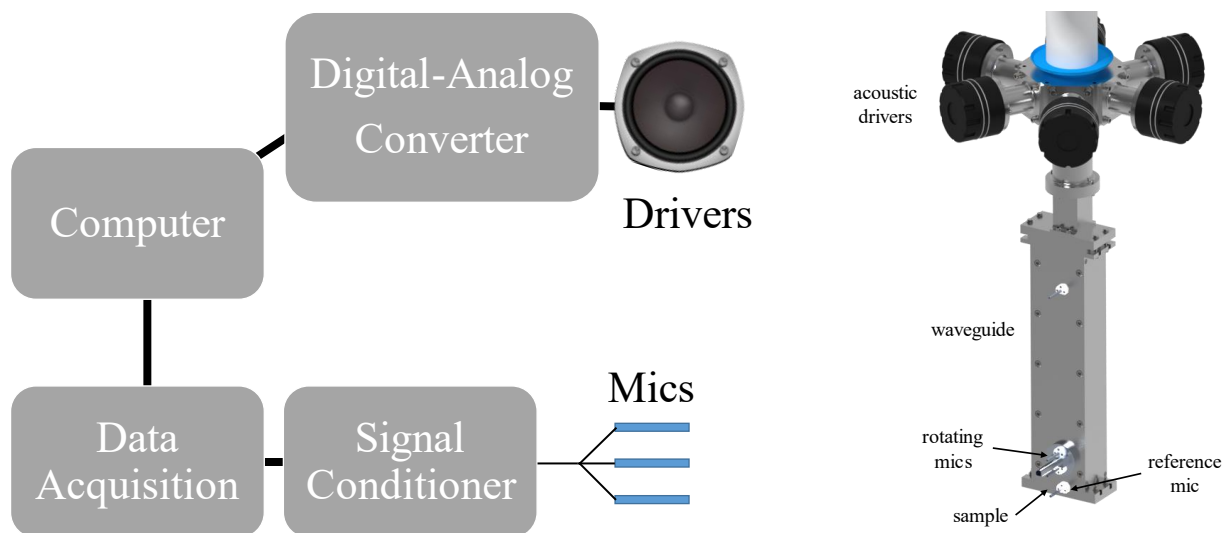 Digital-Analog
Converter
Computer
Drivers
Data
Acquisition
Signal
Conditioner
Mics
acoustic
drivers
waveguide
rotating
mics
reference
mic
sample